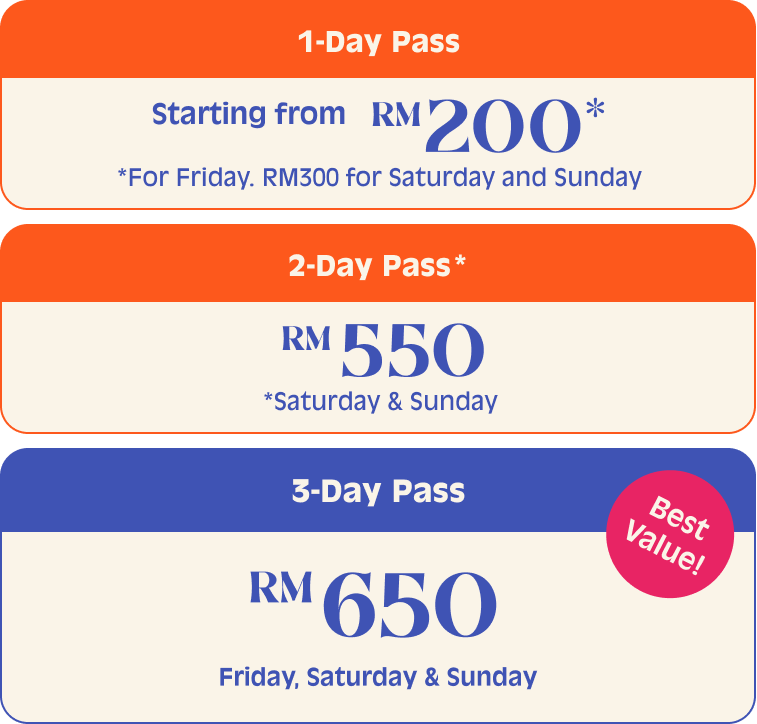 1-Day Pass
Starting from RM200*
*For Friday. RM300 for Saturday and Sunday
2-Day Pass*
RM550
*Saturday & Sunday
3-Day Pass
Best
Value!
RM650
Friday, Saturday & Sunday